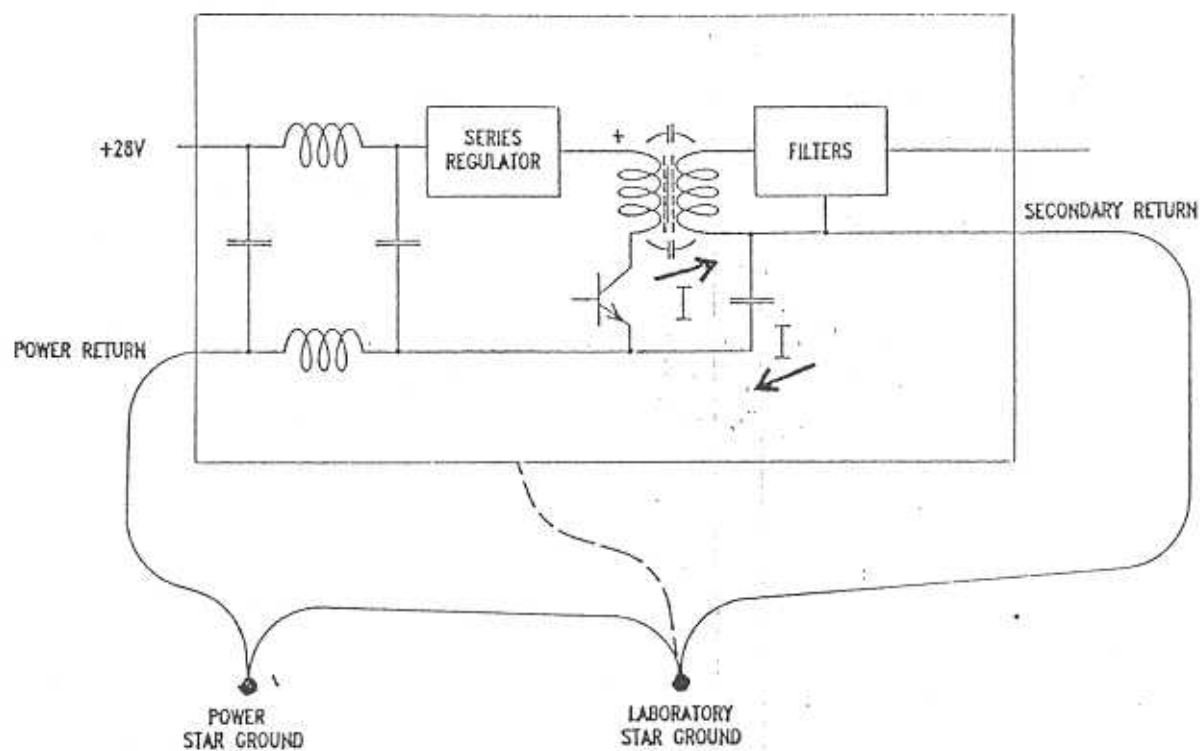 +28V
SERIES
REGULATOR
+
FILTERS
SECONDARY RETURN
I
I
POWER RETURN
POWER
STAR GROUND
LABORATORY
STAR GROUND